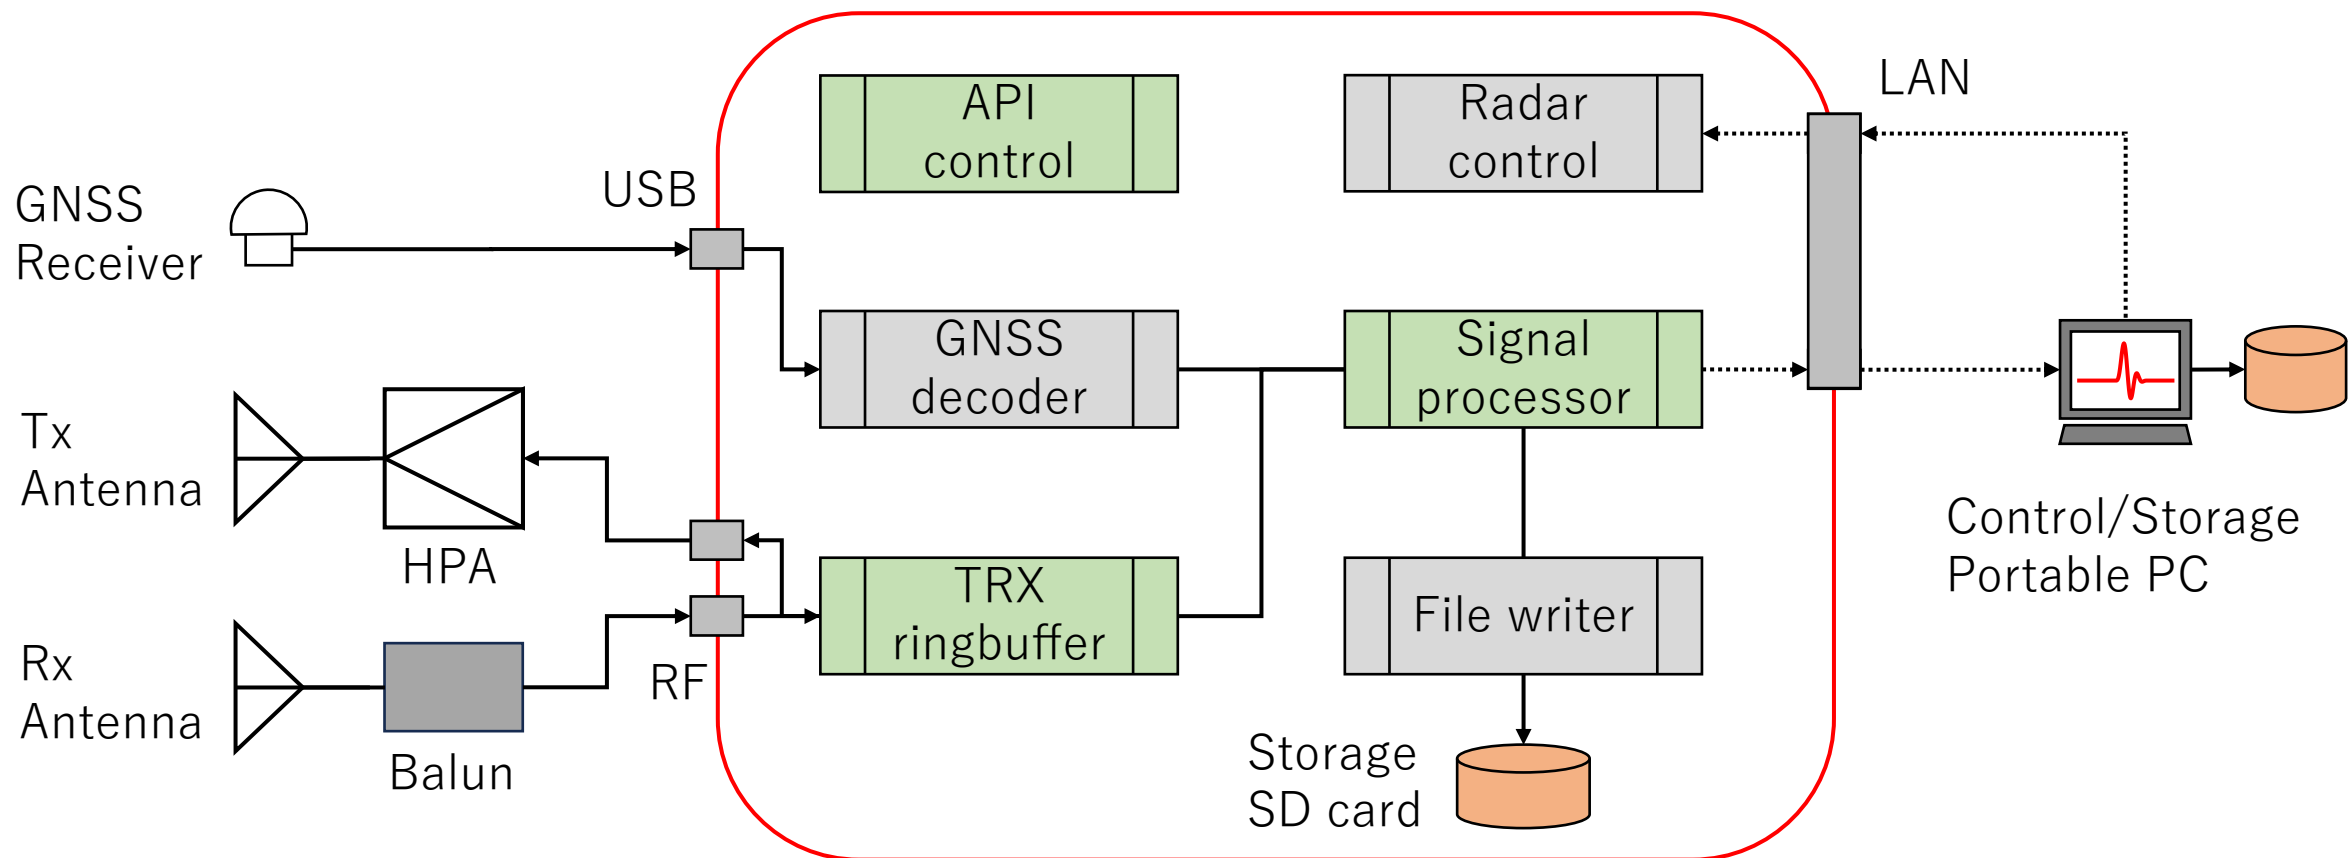 API
control
Radar
control
LAN
USB
GNSS
Receiver
GNSS
decoder
Signal
processor
Tx
Antenna
HPA
Control/Storage
Portable PC
TRX
ringbuffer
File writer
RF
Rx
Antenna
Balun
Storage
SD card